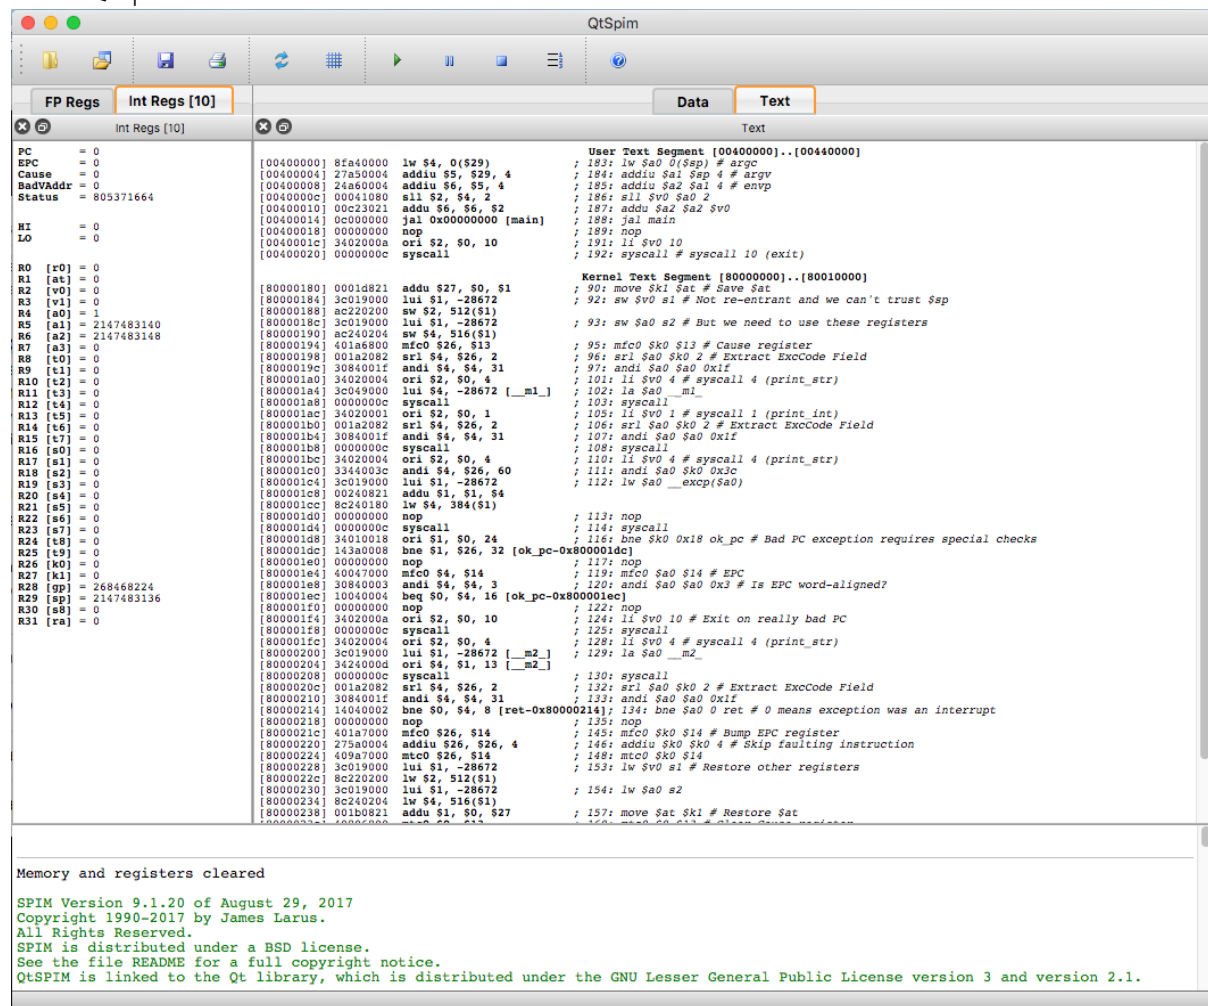 QtSpim
FP Regs
Int Regs [10]
Data
Text
Int Regs [10]
Text
PC = 0
EPC = 0
Cause = 0
BadVAddr = 0
Status = 805371664
HI = 0
LO = 0
R0 [r0] = 0
R1 [at] = 0
R2 [v0] = 0
R3 [v1] = 0
R4 [a0] = 1
R5 [a1] = 2147483140
R6 [a2] = 2147483148
R7 [a3] = 0
R8 [t0] = 0
R9 [t1] = 0
R10 [t2] = 0
R11 [t3] = 0
R12 [t4] = 0
R13 [t5] = 0
R14 [t6] = 0
R15 [t7] = 0
R16 [s0] = 0
R17 [s1] = 0
R18 [s2] = 0
R19 [s3] = 0
R20 [s4] = 0
R21 [s5] = 0
R22 [s6] = 0
R23 [s7] = 0
R24 [t8] = 0
R25 [t9] = 0
R26 [k0] = 0
R27 [k1] = 0
R28 [gp] = 268468224
R29 [sp] = 2147483136
R30 [s8] = 0
R31 [ra] = 0
User Text Segment [00400000]..[00440000]
[00400000] 8fa40000 lw $4, 0($29) ; 183: lw $a0 0($sp) # argc
[00400004] 27a50004 addiu $5, $29, 4 ; 184: addiu $a1 $sp 4 # argv
[00400008] 24a60004 addiu $6, $5, 4 ; 185: addiu $a2 $a1 4 # envp
[0040000c] 00041080 sll $2, $4, 2 ; 186: sll $v0 $a0 2
[00400010] 00c23021 addu $6, $6, $2 ; 187: addu $a2 $a2 $v0
[00400014] 0c000000 jal 0x00000000 [main] ; 188: jal main
[00400018] 00000000 nop ; 189: nop
[0040001c] 3402000a ori $2, $0, 10 ; 191: li $v0 10
[00400020] 0000000c syscall ; 192: syscall # syscall 10 (exit)
Kernel Text Segment [80000000]..[80010000]
[80000180] 0001d821 addu $27, $0, $1 ; 90: move $k1 $at # Save $at
[80000184] 3c019000 lui $1, -28672 ; 92: sw $v0 s1 # Not re-entrant and we can't trust $sp
[80000188] ac220200 sw $2, 512($1)
[8000018c] 3c019000 lui $1, -28672 ; 93: sw $a0 s2 # But we need to use these registers
[80000190] ac240204 sw $4, 516($1)
[80000194] 401a6800 mfc0 $26, $13 ; 95: mfc0 $k0 $13 # Cause register
[80000198] 001a2082 srl $4, $26, 2 ; 96: srl $a0 $k0 2 # Extract ExcCode Field
[8000019c] 3084001f andi $4, $4, 31 ; 97: andi $a0 $a0 0x1f
[800001a0] 34020004 ori $2, $0, 4 ; 101: li $v0 4 # syscall 4 (print_str)
[800001a4] 3c049000 lui $4, -28672 [__m1_] ; 102: la $a0 __m1_
[800001a8] 0000000c syscall ; 103: syscall
[800001ac] 34020001 ori $2, $0, 1 ; 105: li $v0 1 # syscall 1 (print_int)
[800001b0] 001a2082 srl $4, $26, 2 ; 106: srl $a0 $k0 2 # Extract ExcCode Field
[800001b4] 3084001f andi $4, $4, 31 ; 107: andi $a0 $a0 0x1f
[800001b8] 0000000c syscall ; 108: syscall
[800001bc] 34020004 ori $2, $0, 4 ; 110: li $v0 4 # syscall 4 (print_str)
[800001c0] 3344003c andi $4, $26, 60 ; 111: andi $a0 $k0 0x3c
[800001c4] 3c019000 lui $1, -28672 ; 112: lw $a0 __excp($a0)
[800001c8] 00240821 addu $1, $1, $4
[800001cc] 8c240180 lw $4, 384($1)
[800001d0] 00000000 nop ; 113: nop
[800001d4] 0000000c syscall ; 114: syscall
[800001d8] 34010018 ori $1, $0, 24 ; 116: bne $k0 0x18 ok_pc # Bad PC exception requires special checks
[800001dc] 143a0008 bne $1, $26, 32 [ok_pc-0x800001dc]
[800001e0] 00000000 nop ; 117: nop
[800001e4] 40047000 mfc0 $4, $14 ; 119: mfc0 $a0 $14 # EPC
[800001e8] 30840003 andi $4, $4, 3 ; 120: andi $a0 $a0 0x3 # Is EPC word-aligned?
[800001ec] 10040004 beq $0, $4, 16 [ok_pc-0x800001ec]
[800001f0] 00000000 nop ; 122: nop
[800001f4] 3402000a ori $2, $0, 10 ; 124: li $v0 10 # Exit on really bad PC
[800001f8] 0000000c syscall ; 125: syscall
[800001fc] 34020004 ori $2, $0, 4 ; 128: li $v0 4 # syscall 4 (print_str)
[80000200] 3c019000 lui $1, -28672 [__m2_] ; 129: la $a0 __m2_
[80000204] 3424000d ori $4, $1, 13 [__m2_]
[80000208] 0000000c syscall ; 130: syscall
[8000020c] 001a2082 srl $4, $26, 2 ; 132: srl $a0 $k0 2 # Extract ExcCode Field
[80000210] 3084001f andi $4, $4, 31 ; 133: andi $a0 $a0 0x1f
[80000214] 14040002 bne $0, $4, 8 [ret-0x80000214]; 134: bne $a0 0 ret # 0 means exception was an interrupt
[80000218] 00000000 nop ; 135: nop
[8000021c] 401a7000 mfc0 $26, $14 ; 145: mfc0 $k0 $14 # Bump EPC register
[80000220] 275a0004 addiu $26, $26, 4 ; 146: addiu $k0 $k0 4 # Skip faulting instruction
[80000224] 409a7000 mtc0 $26, $14 ; 148: mtc0 $k0 $14
[80000228] 3c019000 lui $1, -28672 ; 153: lw $v0 s1 # Restore other registers
[8000022c] 8c220200 lw $2, 512($1)
[80000230] 3c019000 lui $1, -28672 ; 154: lw $a0 s2
[80000234] 8c240204 lw $4, 516($1)
[80000238] 001b0821 addu $1, $0, $27 ; 157: move $at $k1 # Restore $at
Memory and registers cleared
SPIM Version 9.1.20 of August 29, 2017
Copyright 1990-2017 by James Larus.
All Rights Reserved.
SPIM is distributed under a BSD license.
See the file README for a full copyright notice.
QtSPIM is linked to the Qt library, which is distributed under the GNU Lesser General Public License version 3 and version 2.1.